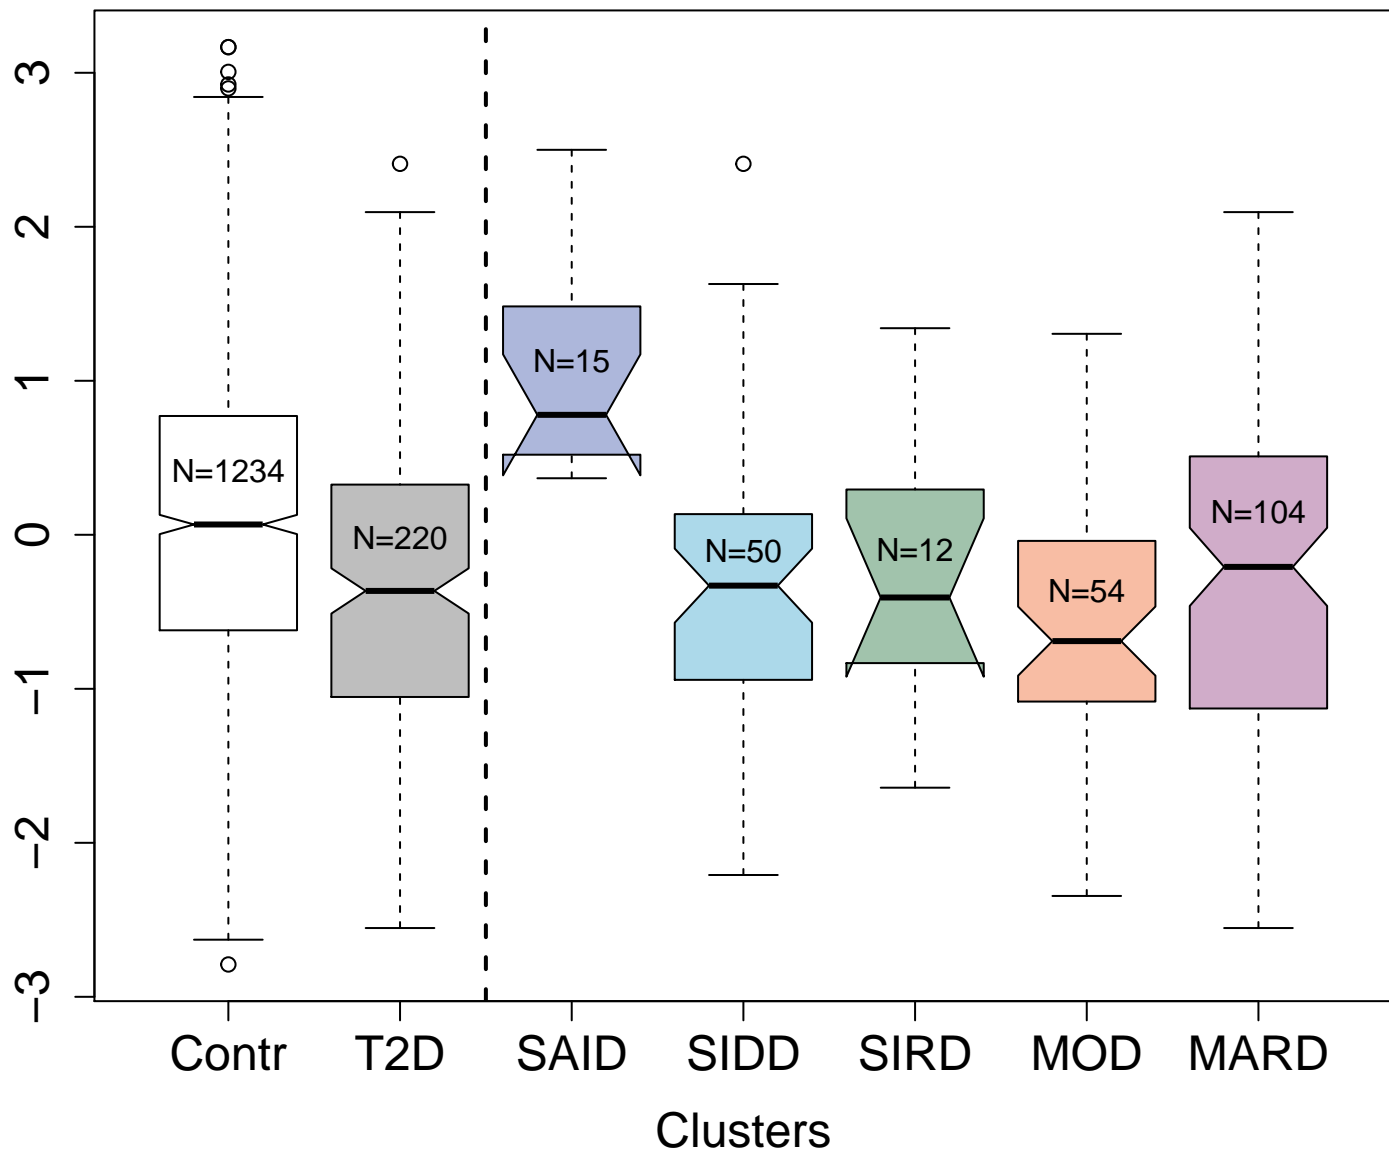 3
2
1
0
−1
−2
−3
N=1234
N=220
N=15
N=50
N=12
N=54
N=104
Contr T2D SAID SIDD SIRD MOD MARD
Clusters